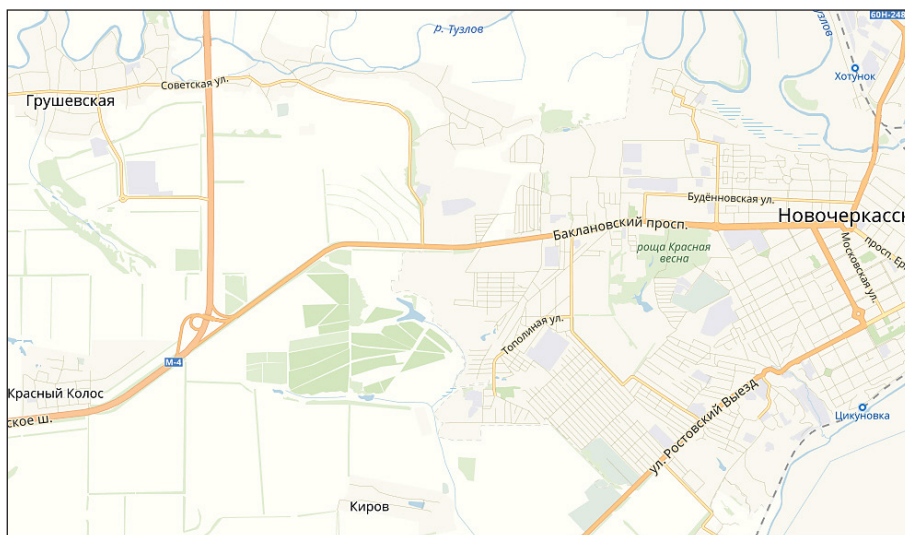 60Н-248
р. Тузлов
Тузлов
Хотунок
Советская ул.
Грушевская
Будённовская ул.
Новочеркасск
Баклановский просп.
роща Красная
весна
Московская ул.
просп. Ер
Тополиная ул.
М-4
Красный Колос
ское ш.
ул. Ростовский Выезд
Цикуновка
Киров